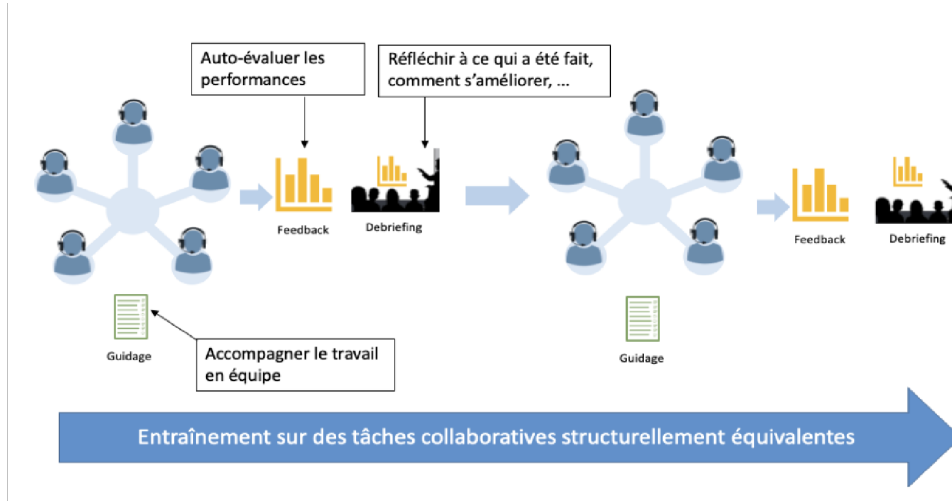 Auto-évaluer les
performances
Réfléchir à ce qui a été fait,
comment s'améliorer, ...
Feedback
Debriefing
Feedback
Debriefing
Guidage
Accompagner le travail
en équipe
Guidage
Entraînement sur des tâches collaboratives structurellement équivalentes